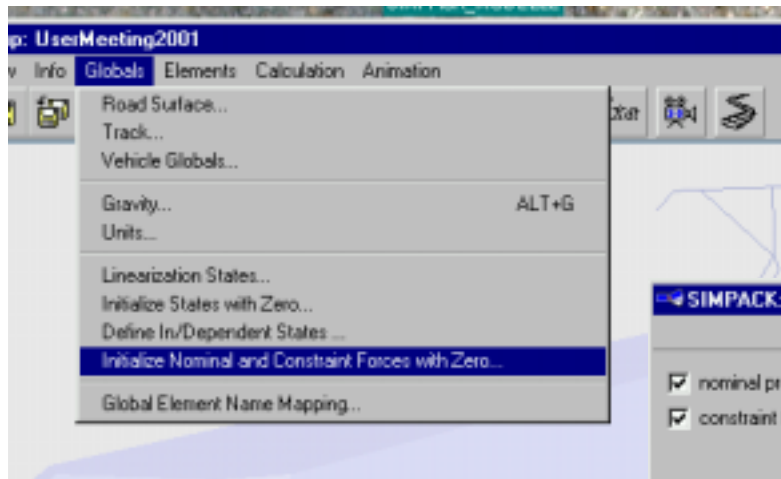 p: UserMeeting2001
Info Globals Elements Calculation Animation
Road Surface...
Track...
Vehicle Globals...
Gravity... ALT+G
Units...
Linearization States...
Initialize States with Zero...
Define In/Dependent States ...
Initialize Nominal and Constraint Forces with Zero...
Global Element Name Mapping...
SIMPACK:
nominal pr
constraint